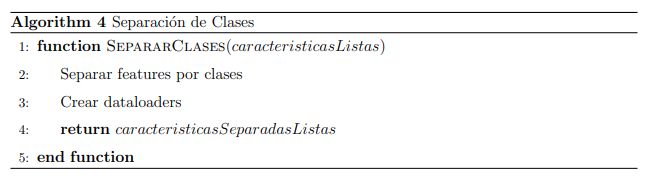 Algorithm 4 Separación de Clases
1: function SEPARARCLASES(caracteristicasListas)
2: Separar features por clases
3: Crear dataloaders
4: return caracteristicasSeparadasListas
5: end function